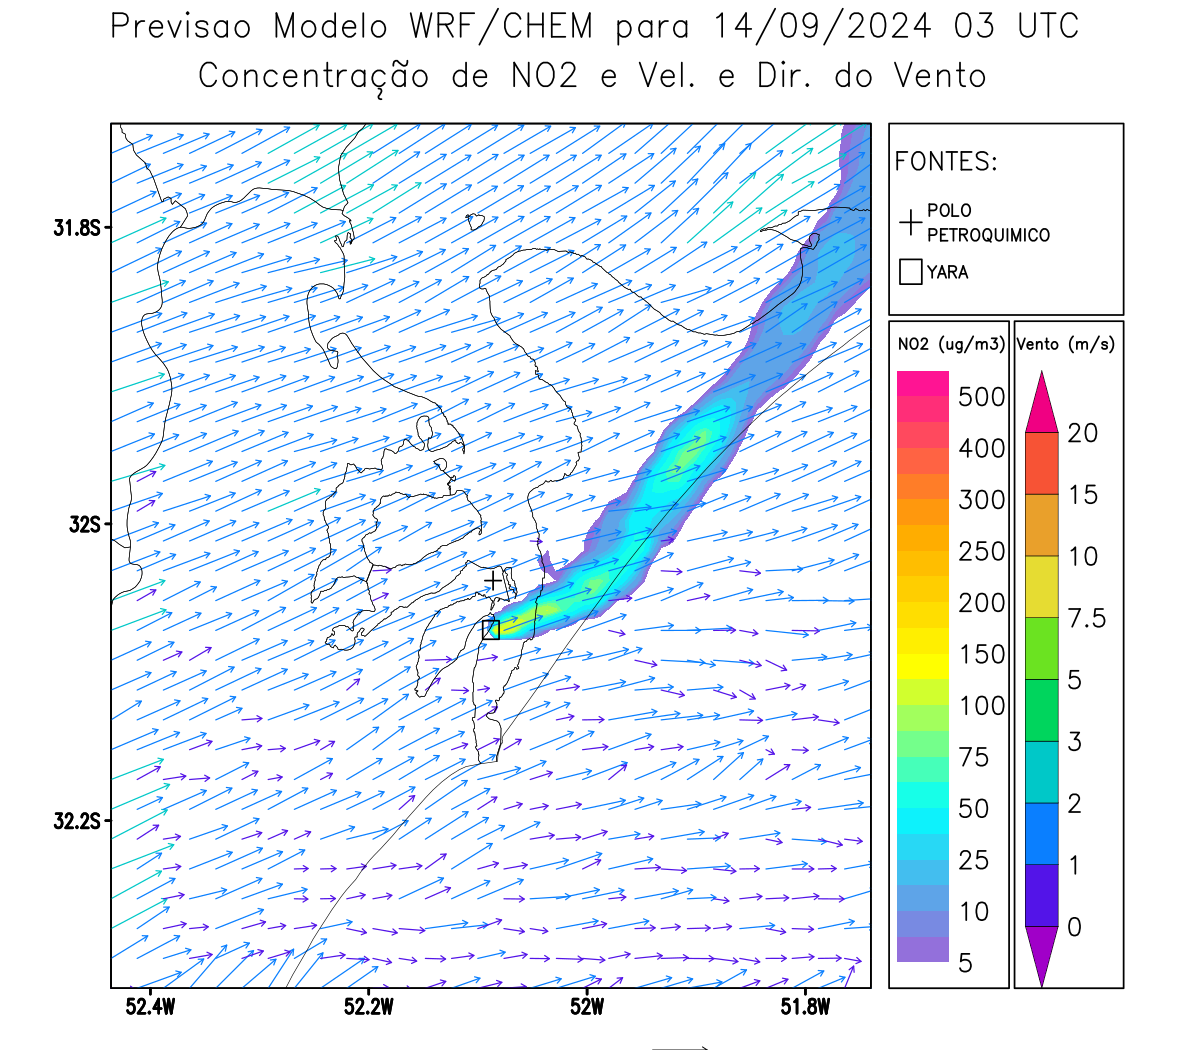 Previsao Modelo WRF/CHEM para 14/09/2024 03 UTC
Concentração de NO2 e Vel. e Dir. do Vento
FONTES:
POLO
PETROQUIMICO
YARA
NO2 (ug/m3)
500
400
300
250
200
150
100
75
50
25
10
5
Vento (m/s)
20
15
10
7.5
5
3
2
1
0
31.8S
32S
32.2S
52.4W
52.2W
52W
51.8W